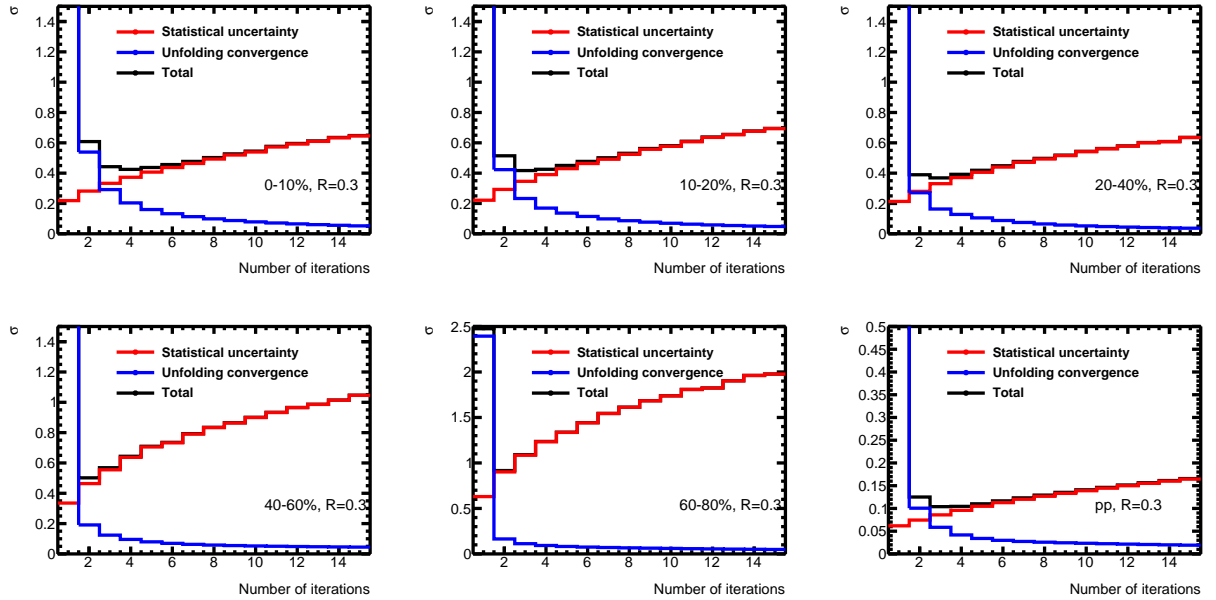 σ
1.4
1.2
1
0.8
0.6
0.4
0.2
0
Statistical uncertainty
Unfolding convergence
Total
0-10%, R=0.3
2 4 6 8 10 12 14
Number of iterations
σ
1.4
1.2
1
0.8
0.6
0.4
0.2
0
Statistical uncertainty
Unfolding convergence
Total
10-20%, R=0.3
2 4 6 8 10 12 14
Number of iterations
σ
1.4
1.2
1
0.8
0.6
0.4
0.2
0
Statistical uncertainty
Unfolding convergence
Total
20-40%, R=0.3
2 4 6 8 10 12 14
Number of iterations
σ
1.4
1.2
1
0.8
0.6
0.4
0.2
0
Statistical uncertainty
Unfolding convergence
Total
40-60%, R=0.3
2 4 6 8 10 12 14
Number of iterations
σ
2.5
2
1.5
1
0.5
0
Statistical uncertainty
Unfolding convergence
Total
60-80%, R=0.3
2 4 6 8 10 12 14
Number of iterations
σ
0.5
0.45
0.4
0.35
0.3
0.25
0.2
0.15
0.1
0.05
0
Statistical uncertainty
Unfolding convergence
Total
pp, R=0.3
2 4 6 8 10 12 14
Number of iterations